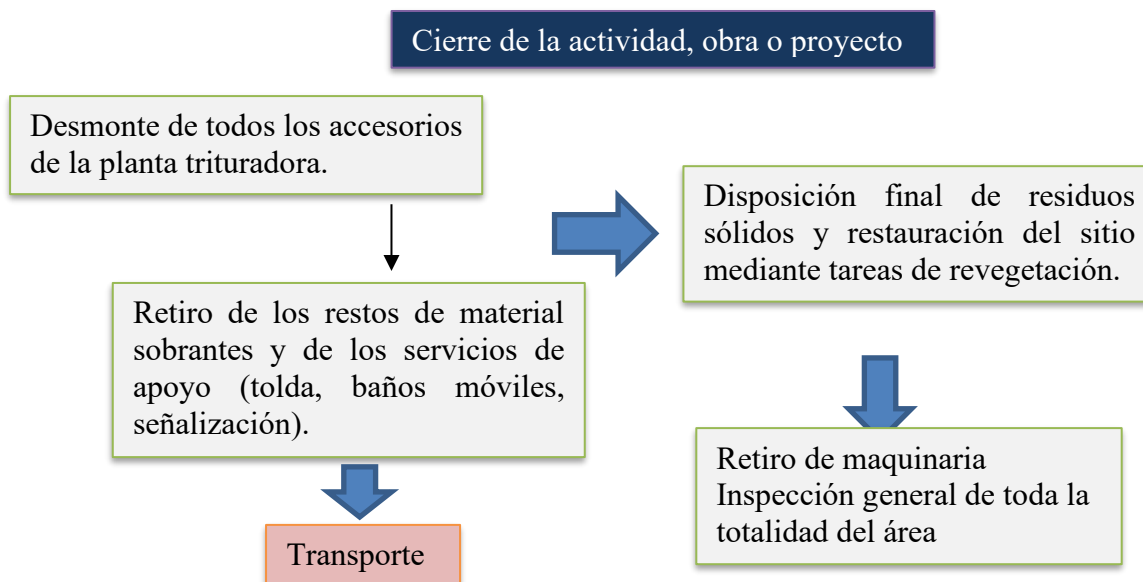 Cierre de la actividad, obra o proyecto
Desmonte de todos los accesorios
de la planta trituradora.
Retiro de los restos de material
sobrantes y de los servicios de
apoyo (tolda, baños móviles,
señalización).
Transporte
Disposición final de residuos
sólidos y restauración del sitio
mediante tareas de revegetación.
Retiro de maquinaria
Inspección general de toda la
totalidad del área